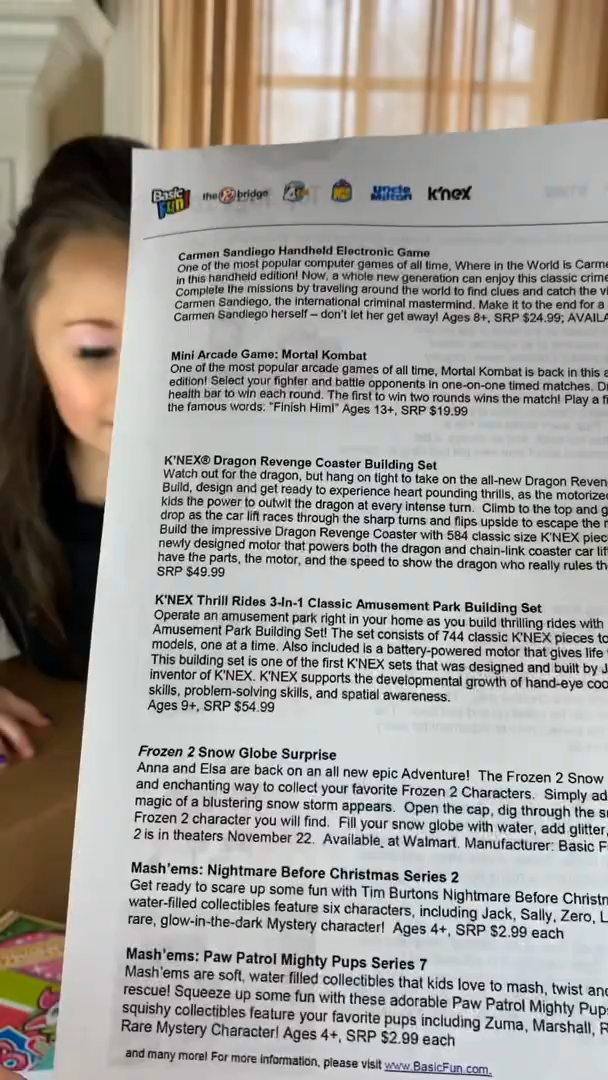 Basic Fun! the bridge Uncle Milton k'nex
Carmen Sandiego Handheld Electronic Game
One of the most popular computer games of all time, Where in the World is Carme
in this handheld edition! Now, a whole new generation can enjoy this classic crime
Complete the missions by traveling around the world to find clues and catch the vi
Carmen Sandiego, the international criminal mastermind. Make it to the end for a
Carmen Sandiego herself – don't let her get away! Ages 8+, SRP $24.99; AVAILA
Mini Arcade Game: Mortal Kombat
One of the most popular arcade games of all time, Mortal Kombat is back in this a
edition! Select your fighter and battle opponents in one-on-one timed matches. Dr
health bar to win each round. The first to win two rounds wins the match! Play a fi
the famous words: "Finish Him!" Ages 13+, SRP $19.99
K'NEX® Dragon Revenge Coaster Building Set
Watch out for the dragon, but hang on tight to take on the all-new Dragon Reven
Build, design and get ready to experience heart pounding thrills, as the motorized
kids the power to outwit the dragon at every intense turn. Climb to the top and g
drop as the car lift races through the sharp turns and flips upside to escape the
Build the impressive Dragon Revenge Coaster with 584 classic size K'NEX piec
newly designed motor that powers both the dragon and chain-link coaster car lif
have the parts, the motor, and the speed to show the dragon who really rules th
SRP $49.99
K'NEX Thrill Rides 3-In-1 Classic Amusement Park Building Set
Operate an amusement park right in your home as you build thrilling rides with
Amusement Park Building Set! The set consists of 744 classic K'NEX pieces to
models, one at a time. Also included is a battery-powered motor that gives life
This building set is one of the first K'NEX sets that was designed and built by J
inventor of K'NEX. K'NEX supports the developmental growth of hand-eye coo
skills, problem-solving skills, and spatial awareness.
Ages 9+, SRP $54.99
Frozen 2 Snow Globe Surprise
Anna and Elsa are back on an all new epic Adventure! The Frozen 2 Snow
and enchanting way to collect your favorite Frozen 2 Characters. Simply ad
magic of a blustering snow storm appears. Open the cap, dig through the s
Frozen 2 character you will find. Fill your snow globe with water, add glitter,
2 is in theaters November 22. Available at Walmart. Manufacturer: Basic F
Mash'ems: Nightmare Before Christmas Series 2
Get ready to scare up some fun with Tim Burtons Nightmare Before Christm
water-filled collectibles feature six characters, including Jack, Sally, Zero, L
rare, glow-in-the-dark Mystery character! Ages 4+, SRP $2.99 each
Mash'ems: Paw Patrol Mighty Pups Series 7
Mash'ems are soft, water filled collectibles that kids love to mash, twist and
rescue! Squeeze up some fun with these adorable Paw Patrol Mighty Pup
squishy collectibles feature your favorite pups including Zuma, Marshall, R
Rare Mystery Character! Ages 4+, SRP $2.99 each
and many more! For more information, please visit www.BasicFun.com.